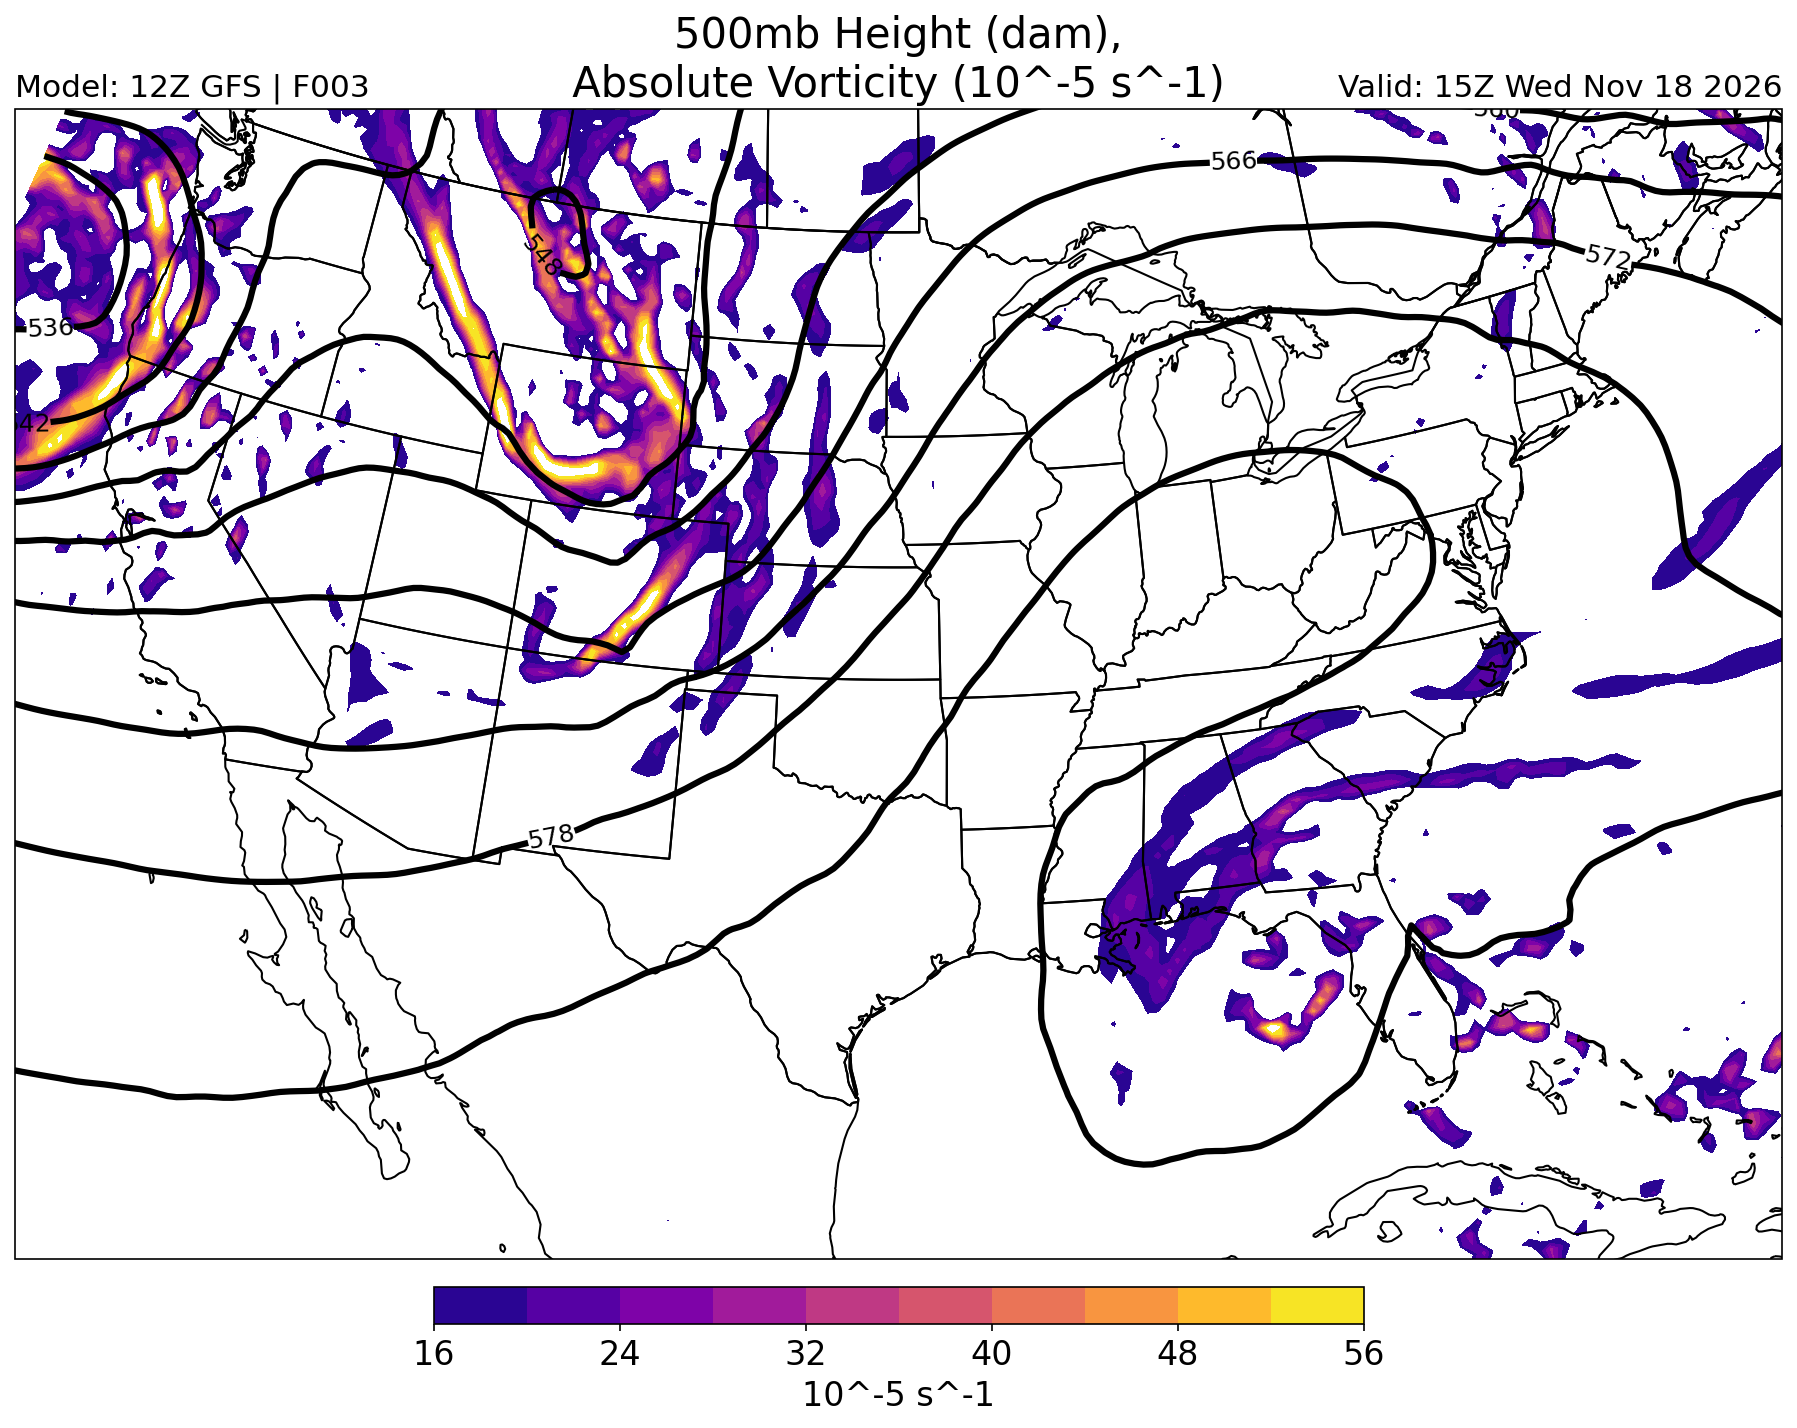 500mb Height (dam),
Absolute Vorticity (10^-5 s^-1)
Model: 12Z GFS | F003
Valid: 15Z Wed Nov 18 2026
566
572
548
536
578
16 24 32 40 48 56
10^-5 s^-1